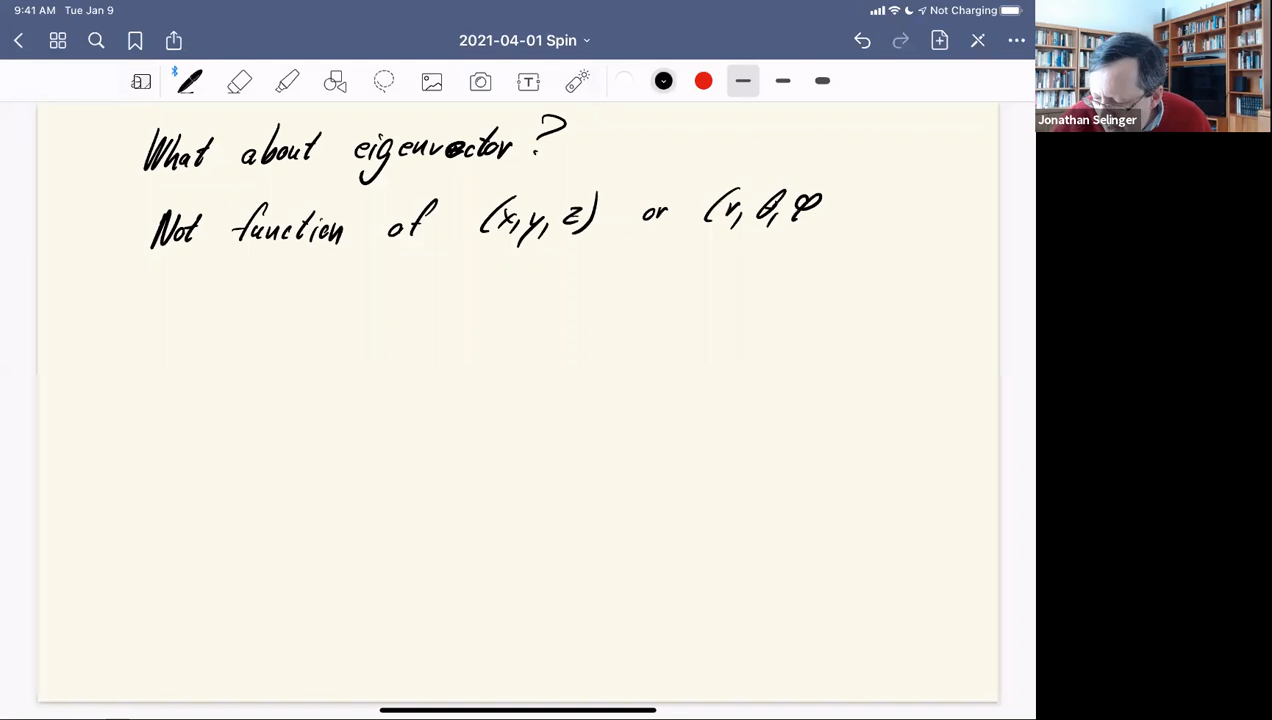 9:41 AM Tue Jan 9
Not Charging
2021-04-01 Spin
T
Jonathan Selinger
What about eigenvector?
Not function of (x, y, z) or (r, θ, φ